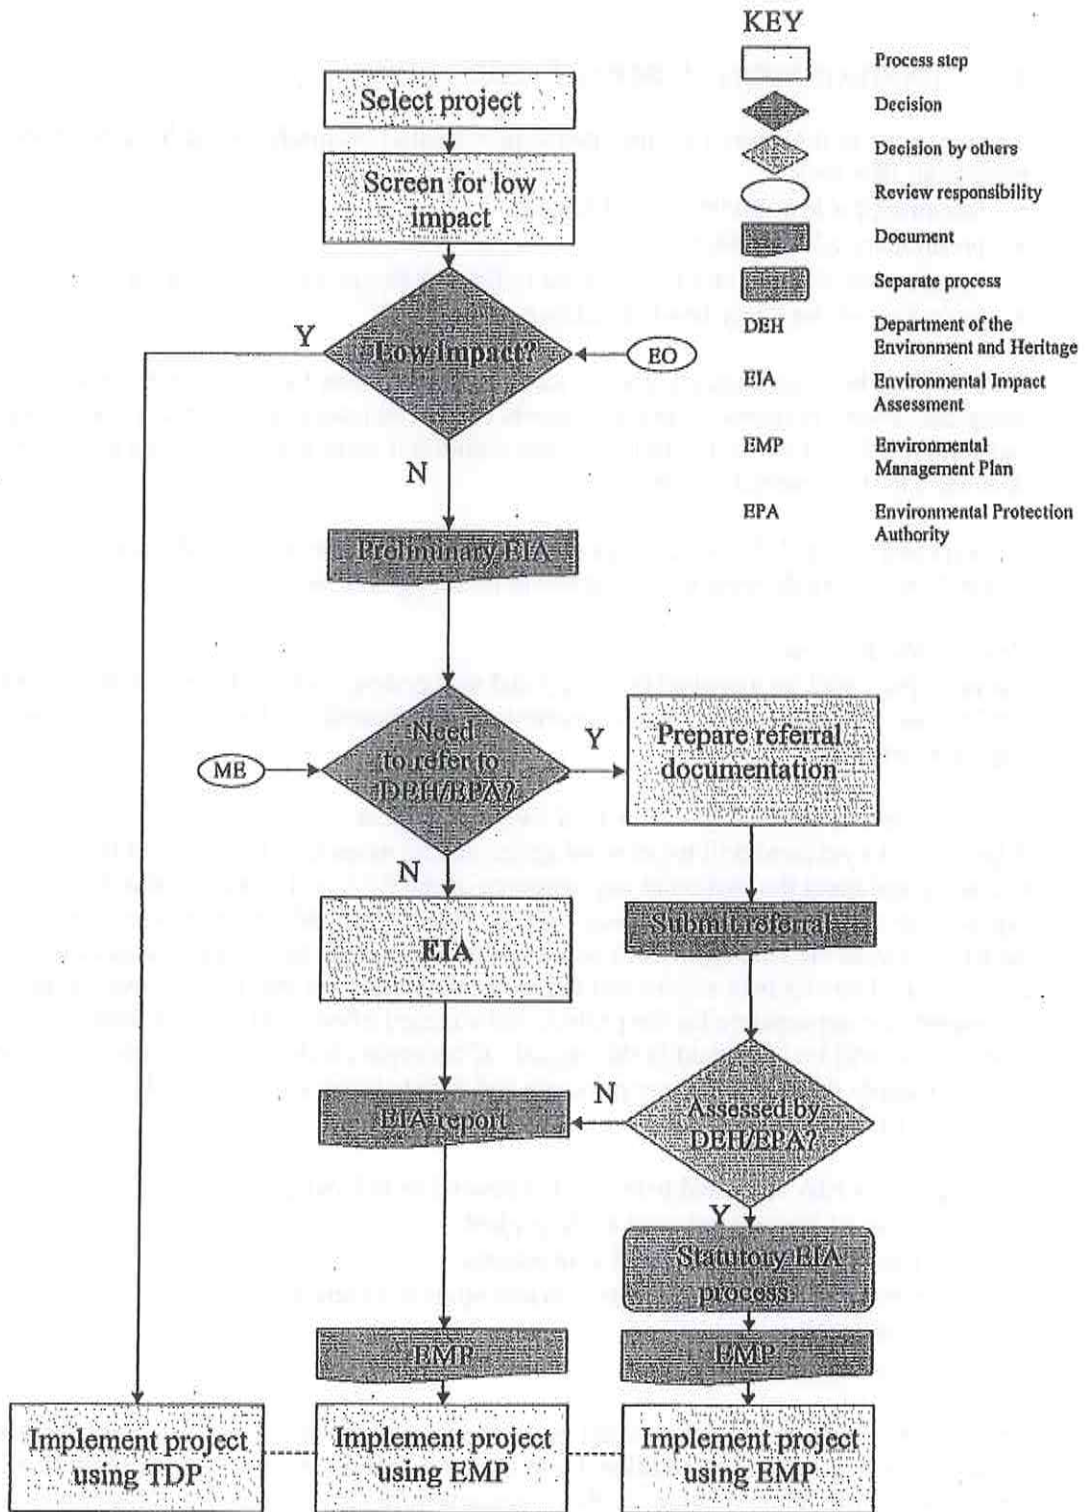 KEY
Process step
Decision
Decision by others
Review responsibility
Document
Separate process
DEH
Department of the
Environment and Heritage
EIA
Environmental Impact
Assessment
EMP
Environmental
Management Plan
EPA
Environmental Protection
Authority
Select project
Screen for low
impact
Low impact?
Y
EO
N
Preliminary EIA
Need
to refer to
DEH/EPA?
ME
Y
Prepare referral
documentation
N
EIA
Submit referral
EIA report
N
Assessed by
DEH/EPA?
Y
Statutory EIA
process
EMP
EMP
Implement project
using TDP
Implement project
using EMP
Implement project
using EMP